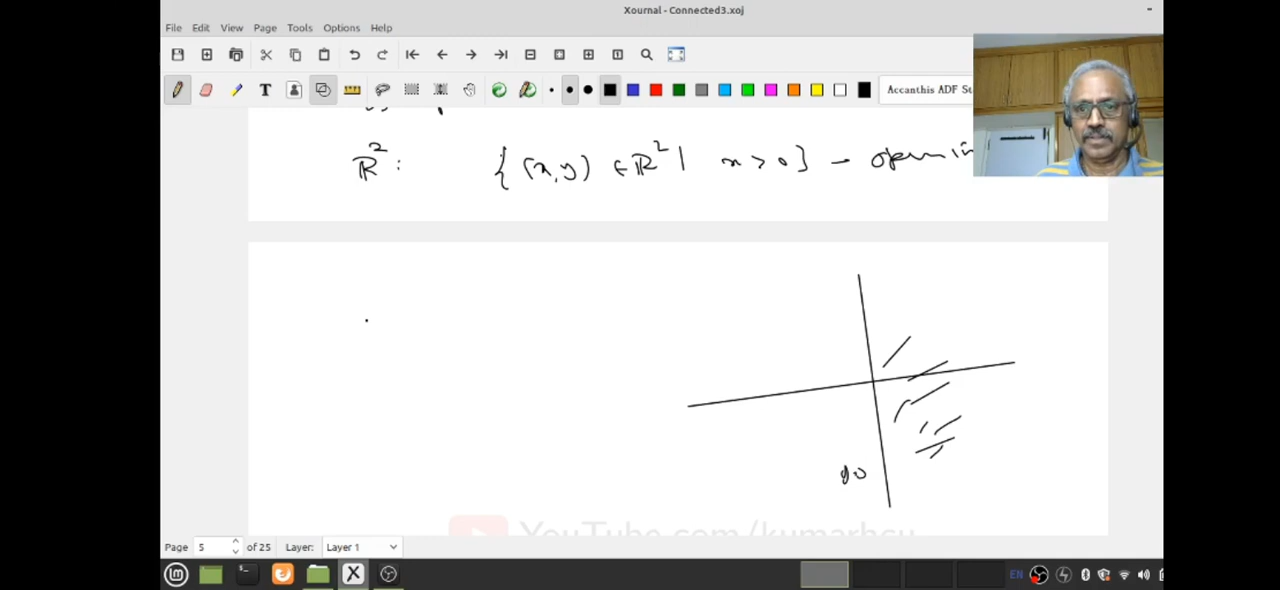 Xournal - Connected3.xoj
File Edit View Page Tools Options Help
Accanthis ADF
ℝ²: { (x,y) ∈ ℝ² | x > 0 } - open in
YouTube.com/kumarhcu
Page 5 of 25 Layer: Layer 1
EN